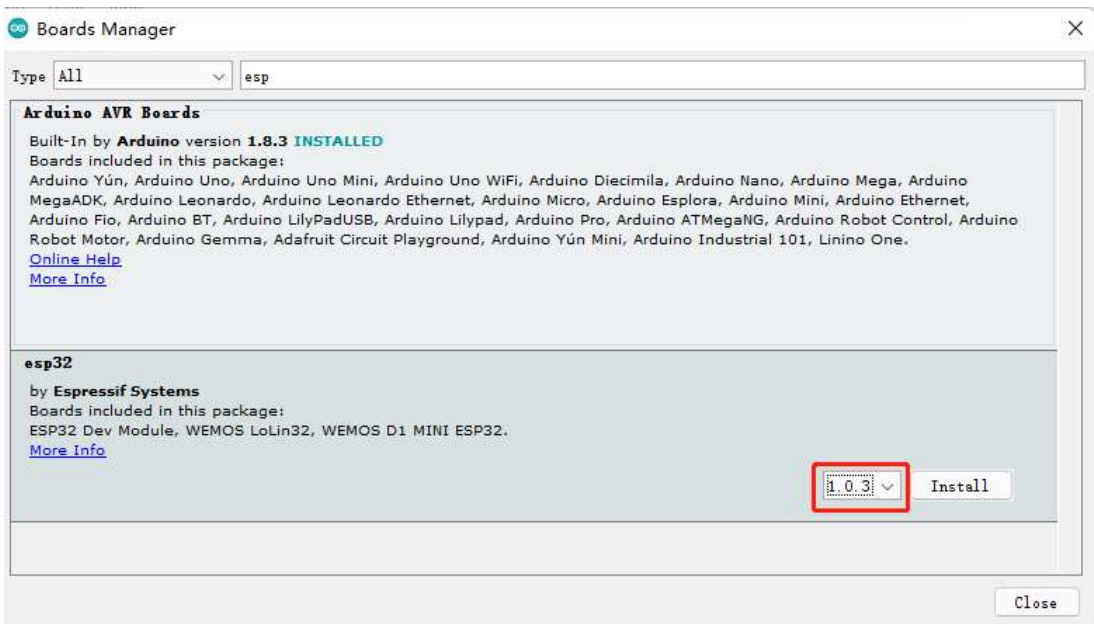 Boards Manager
Type All esp
Arduino AVR Boards
Built-In by Arduino version 1.8.3 INSTALLED
Boards included in this package:
Arduino Yún, Arduino Uno, Arduino Uno Mini, Arduino Uno WiFi, Arduino Diecimila, Arduino Nano, Arduino Mega, Arduino
MegaADK, Arduino Leonardo, Arduino Leonardo Ethernet, Arduino Micro, Arduino Esplora, Arduino Mini, Arduino Ethernet,
Arduino Fio, Arduino BT, Arduino LilyPadUSB, Arduino Lilypad, Arduino Pro, Arduino ATMegaNG, Arduino Robot Control, Arduino
Robot Motor, Arduino Gemma, Adafruit Circuit Playground, Arduino Yún Mini, Arduino Industrial 101, Linino One.
Online Help
More Info
esp32
by Espressif Systems
Boards included in this package:
ESP32 Dev Module, WEMOS LoLin32, WEMOS D1 MINI ESP32.
More Info
1.0.3 Install
Close